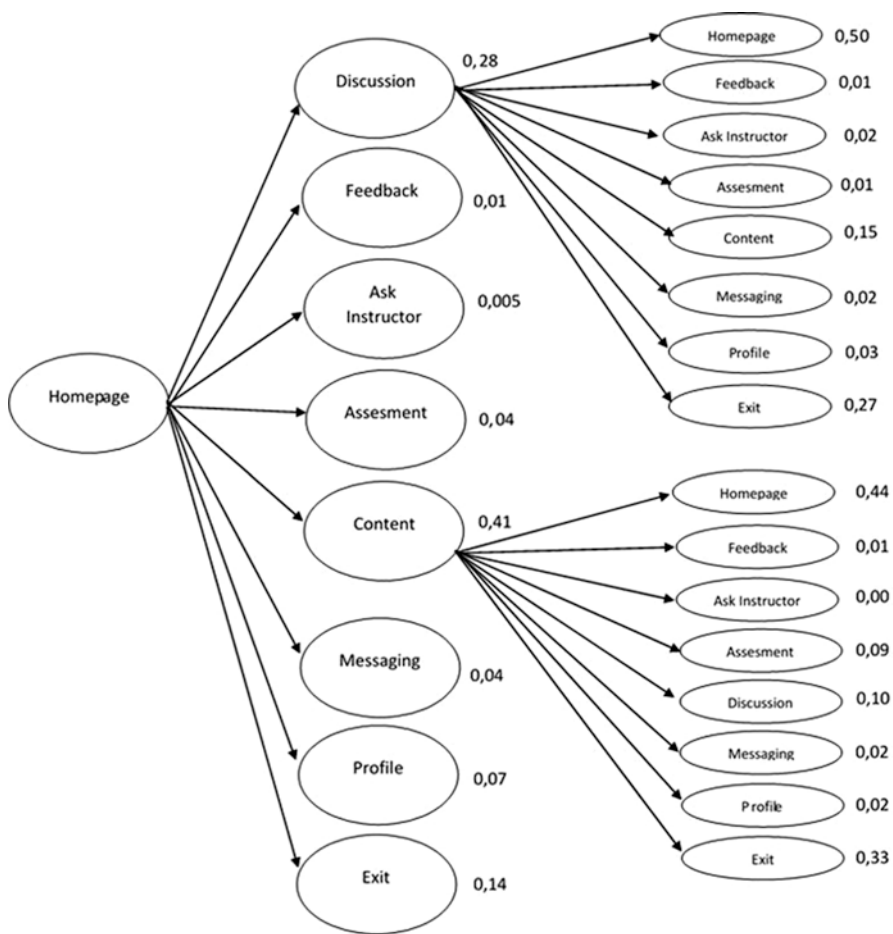 Homepage
Discussion
0,28
Feedback
0,01
Ask
Instructor
0,005
Assesment
0,04
Content
0,41
Messaging
0,04
Profile
0,07
Exit
0,14
Homepage
0,50
Feedback
0,01
Ask Instructor
0,02
Assesment
0,01
Content
0,15
Messaging
0,02
Profile
0,03
Exit
0,27
Homepage
0,44
Feedback
0,01
Ask Instructor
0,00
Assesment
0,09
Discussion
0,10
Messaging
0,02
Profile
0,02
Exit
0,33